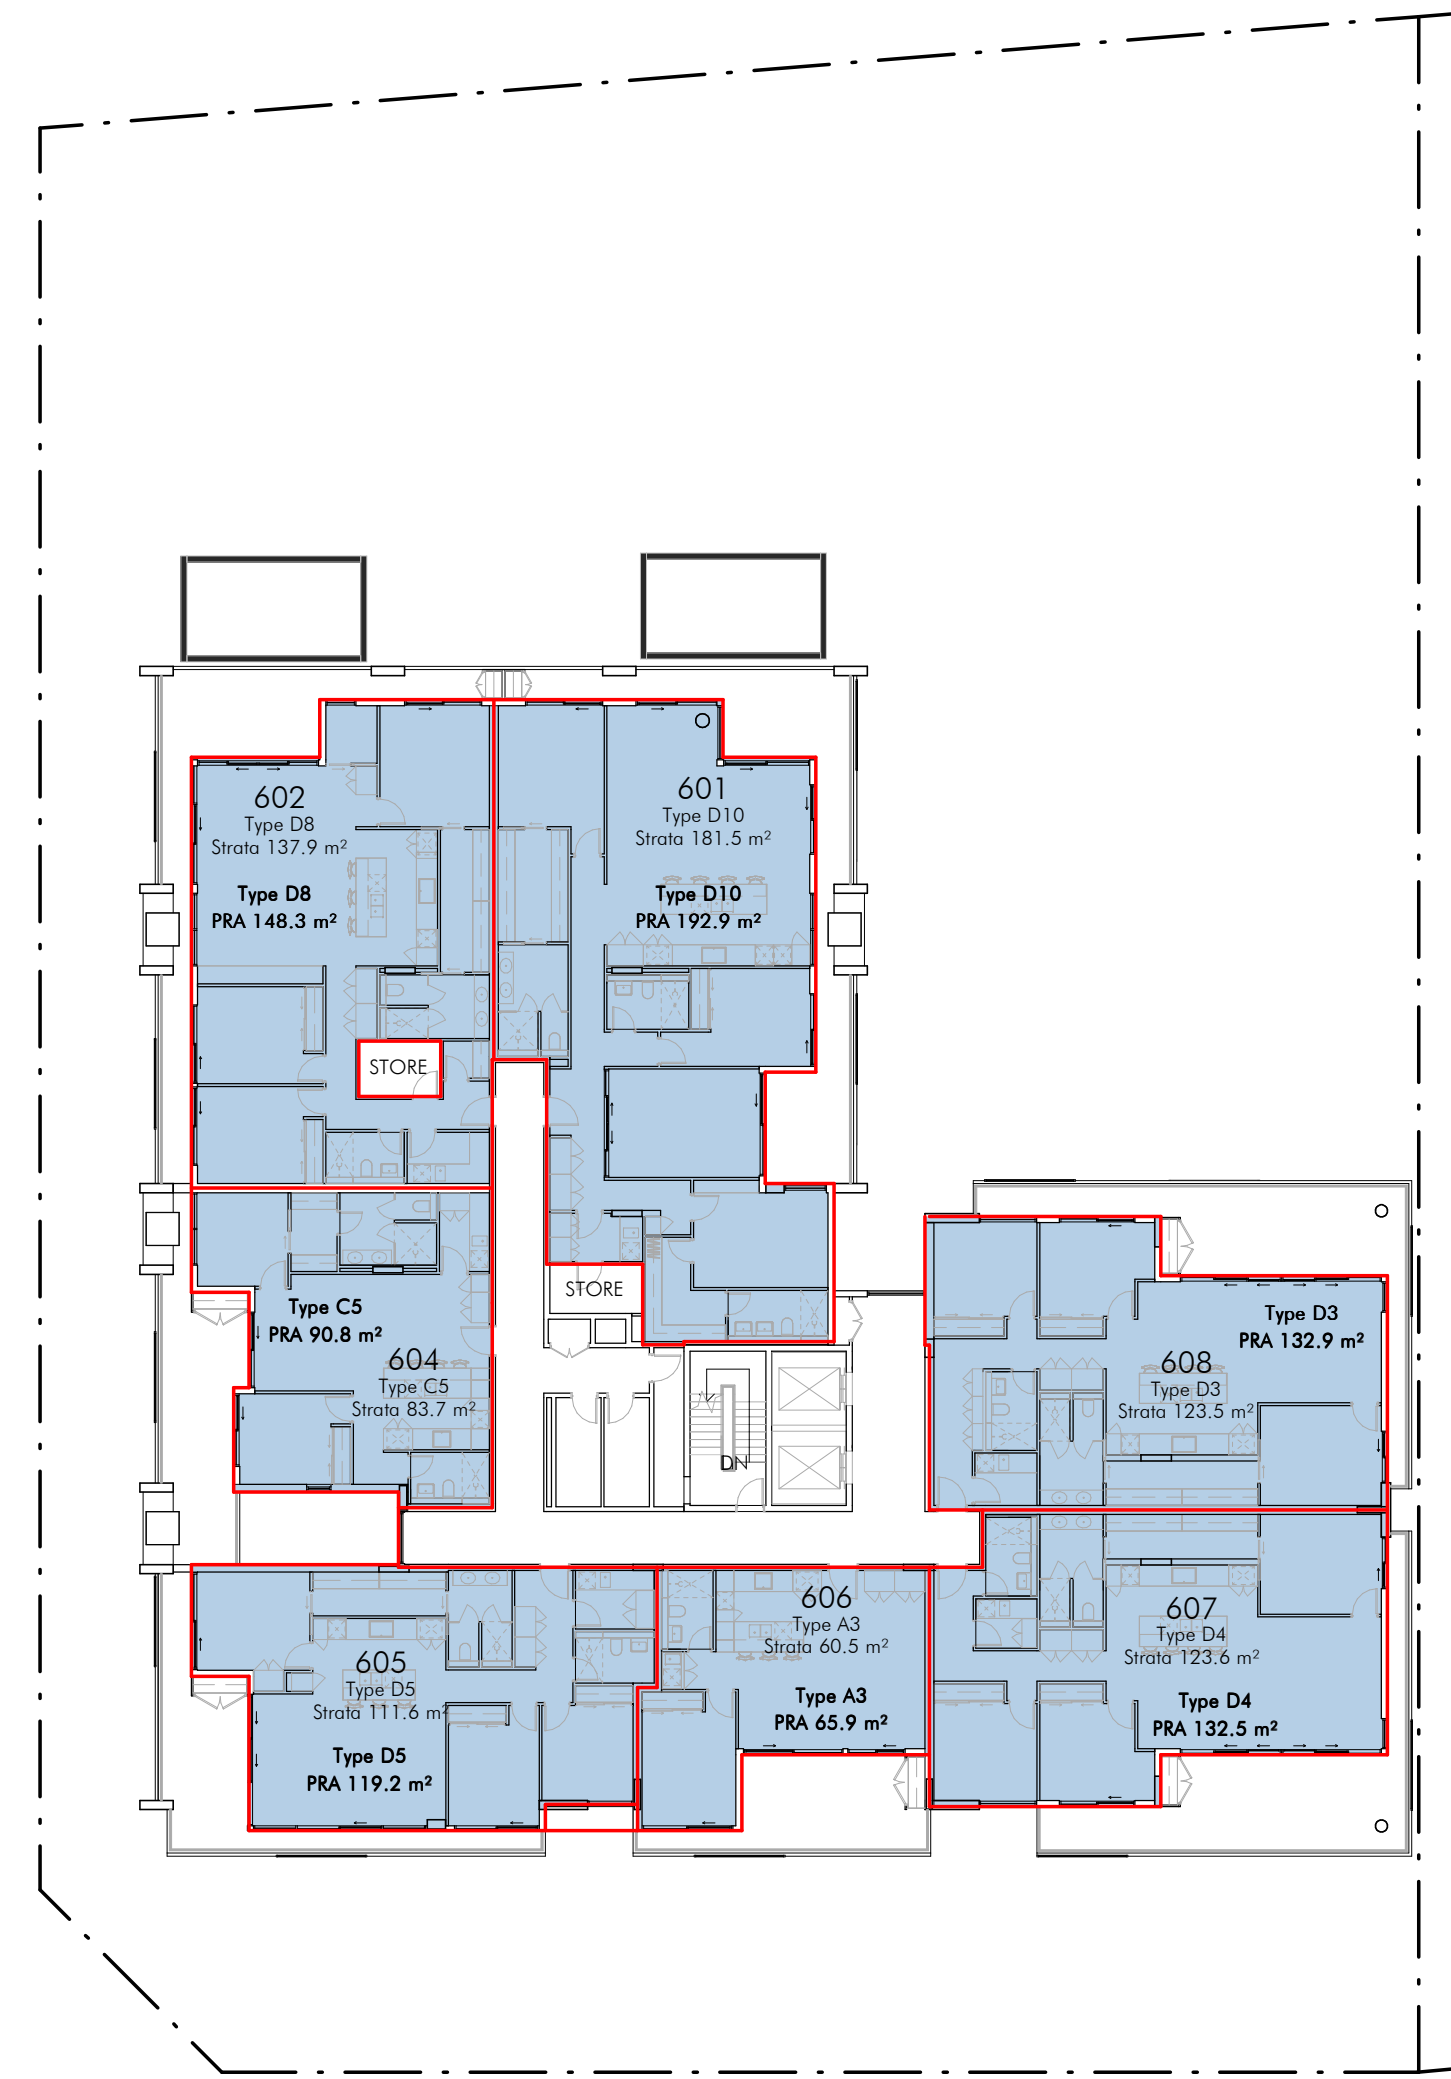 602
Type D8
Strata 137.9 m²
Type D8
PRA 148.3 m²
601
Type D10
Strata 181.5 m²
Type D10
PRA 192.9 m²
STORE
STORE
Type C5
PRA 90.8 m²
604
Type C5
Strata 83.7 m²
DN
Type D3
PRA 132.9 m²
608
Type D3
Strata 123.5 m²
605
Type D5
Strata 111.6 m²
Type D5
PRA 119.2 m²
606
Type A3
Strata 60.5 m²
Type A3
PRA 65.9 m²
607
Type D4
Strata 123.6 m²
Type D4
PRA 132.5 m²